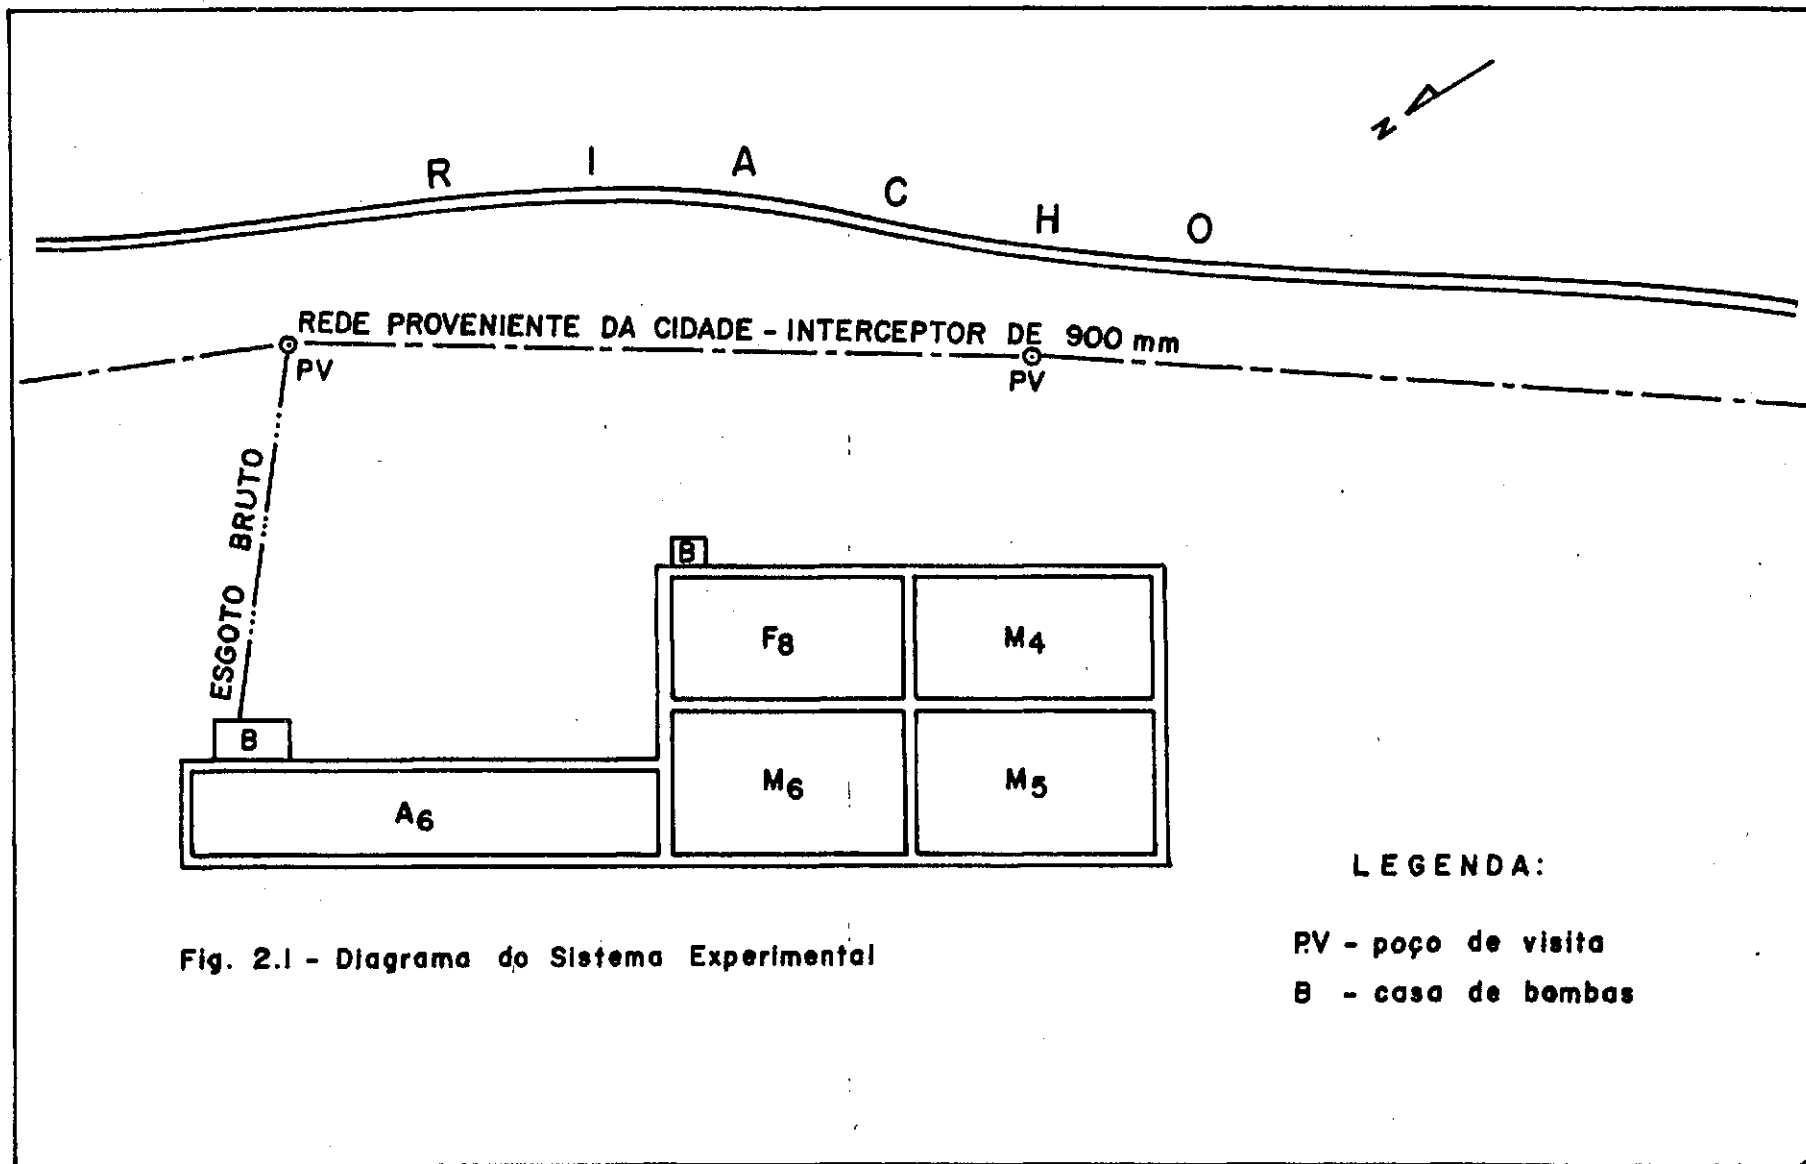 N
R I A C H O
REDE PROVENIENTE DA CIDADE - INTERCEPTOR DE 900 mm
PV
PV
ESGOTO BRUTO
B
F8
M4
B
A6
M6
M5
LEGENDA:
PV - poço de visita
B - casa de bombas
Fig. 2.1 - Diagrama do Sistema Experimental